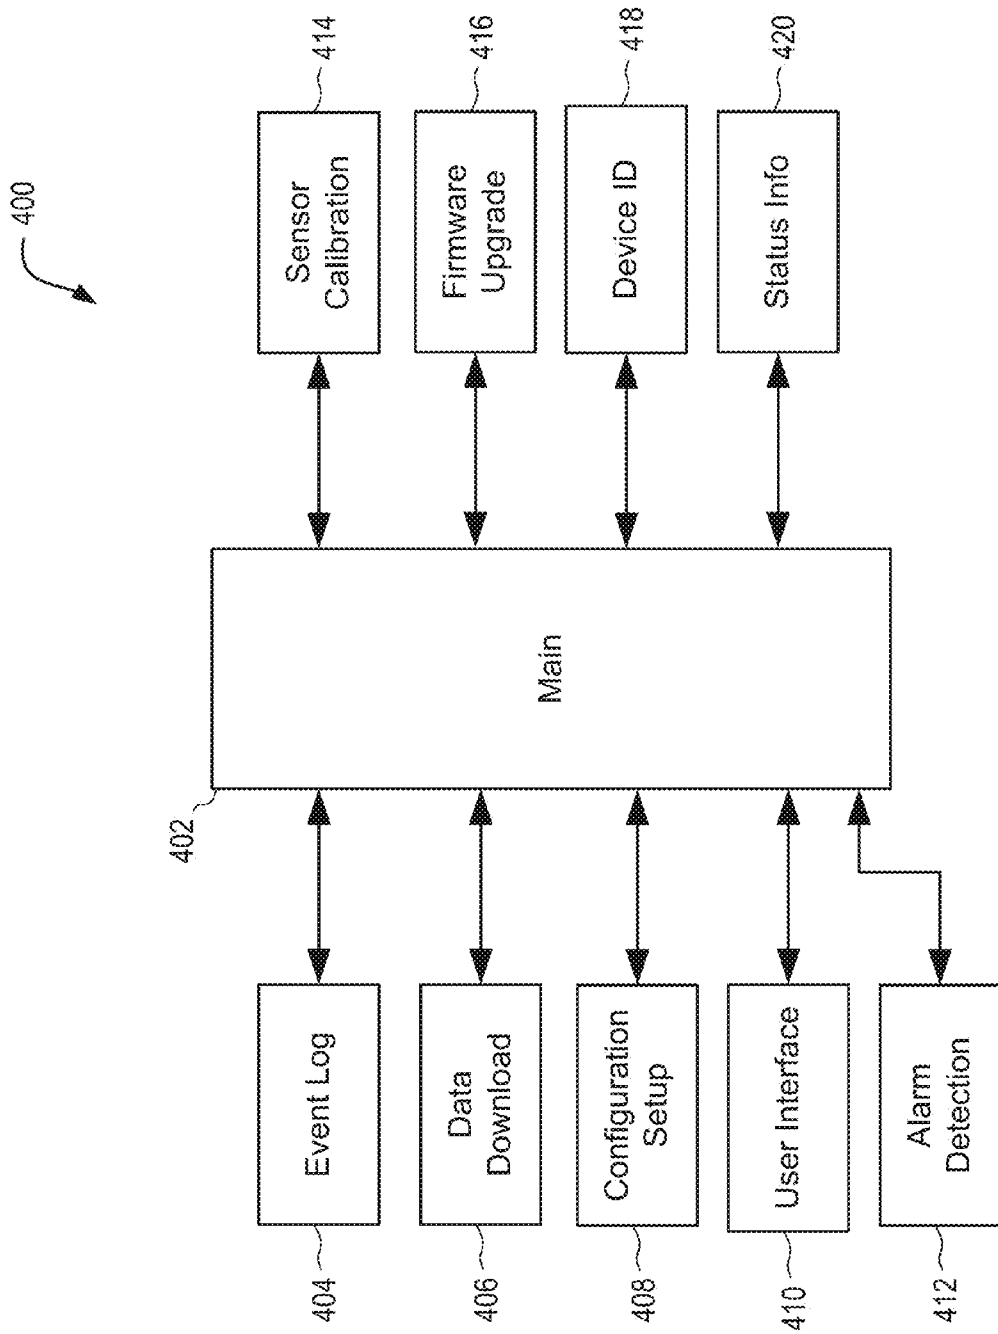 400
402
Main
404
Event Log
406
Data
Download
408
Configuration
Setup
410
User Interface
412
Alarm
Detection
414
Sensor
Calibration
416
Firmware
Upgrade
418
Device ID
420
Status Info